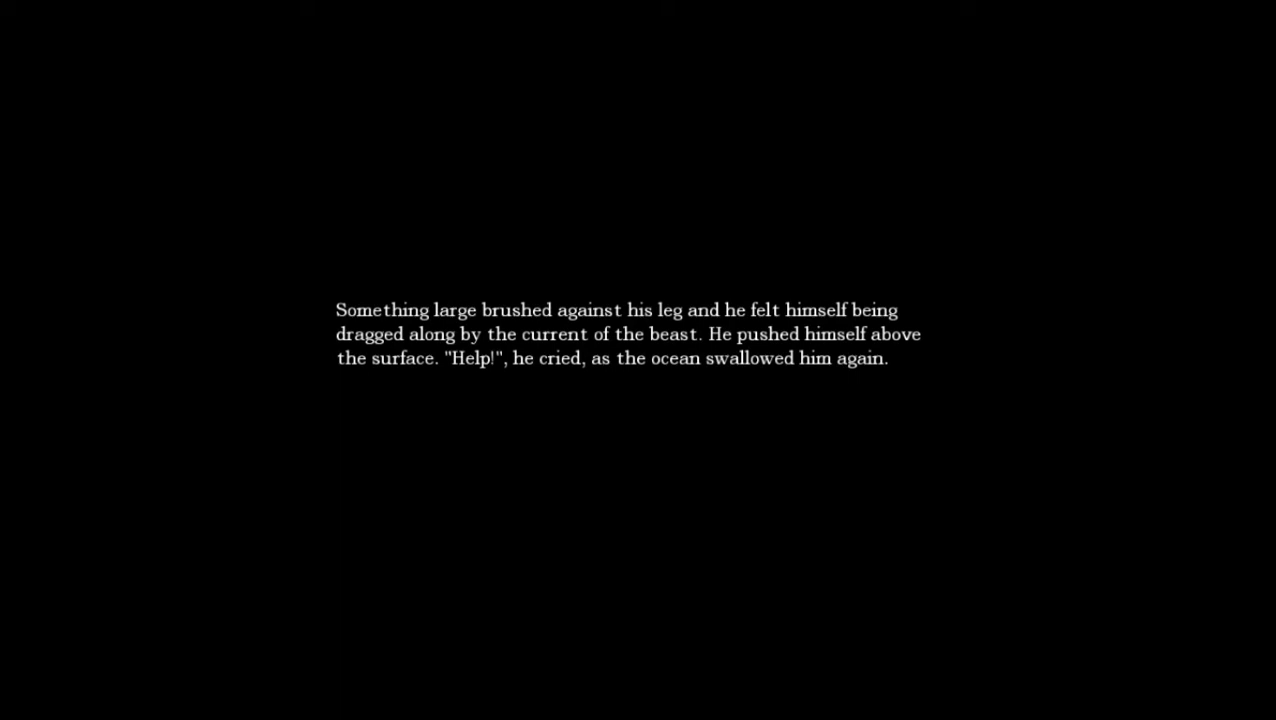 Something large brushed against his leg and he felt himself being
dragged along by the current of the beast. He pushed himself above
the surface. "Help!", he cried, as the ocean swallowed him again.